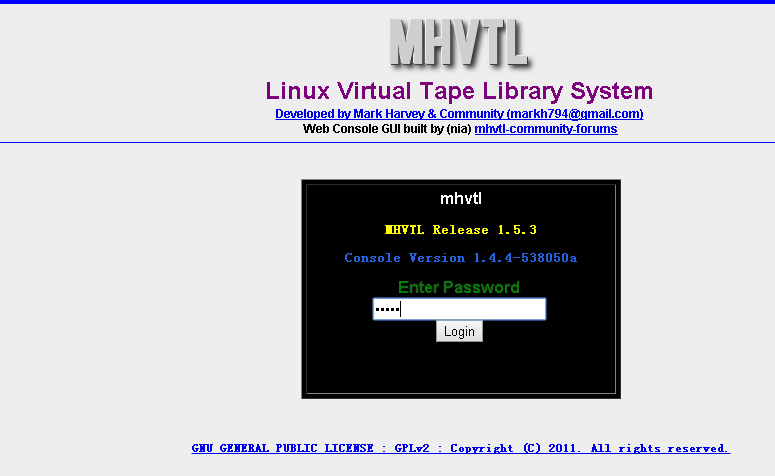 MHVTL
Linux Virtual Tape Library System
Developed by Mark Harvey & Community (markh794@gmail.com)
Web Console GUI built by (nia) mhvtl-community-forums
mhvtl
MHVTL Release 1.5.3
Console Version 1.4.4-538050a
Enter Password
•••••
Login
GNU GENERAL PUBLIC LICENSE : GPLv2 : Copyright (C) 2011. All rights reserved.